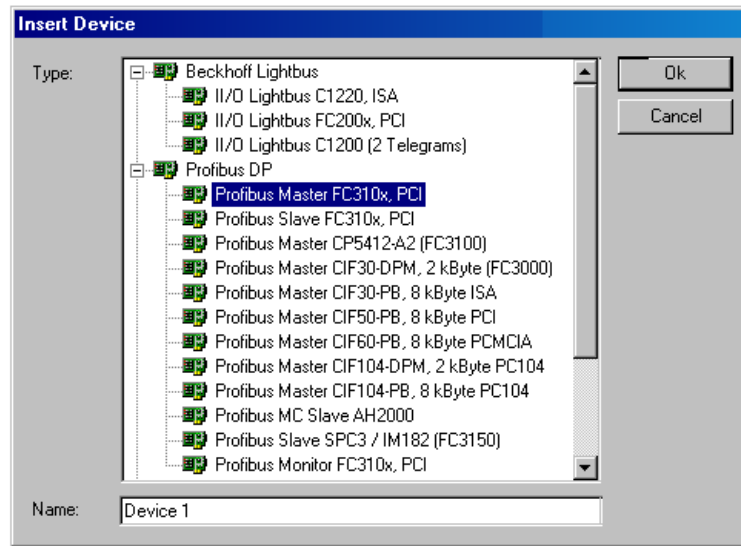 Insert Device
Type:
Beckhoff Lightbus
II/O Lightbus C1220, ISA
II/O Lightbus FC200x, PCI
II/O Lightbus C1200 (2 Telegrams)
Profibus DP
Profibus Master FC310x, PCI
Profibus Slave FC310x, PCI
Profibus Master CP5412-A2 (FC3100)
Profibus Master CIF30-DPM, 2 kByte (FC3000)
Profibus Master CIF30-PB, 8 kByte ISA
Profibus Master CIF50-PB, 8 kByte PCI
Profibus Master CIF60-PB, 8 kByte PCMCIA
Profibus Master CIF104-DPM, 2 kByte PC104
Profibus Master CIF104-PB, 8 kByte PC104
Profibus MC Slave AH2000
Profibus Slave SPC3 / IM182 (FC3150)
Profibus Monitor FC310x, PCI
Ok
Cancel
Name:
Device 1